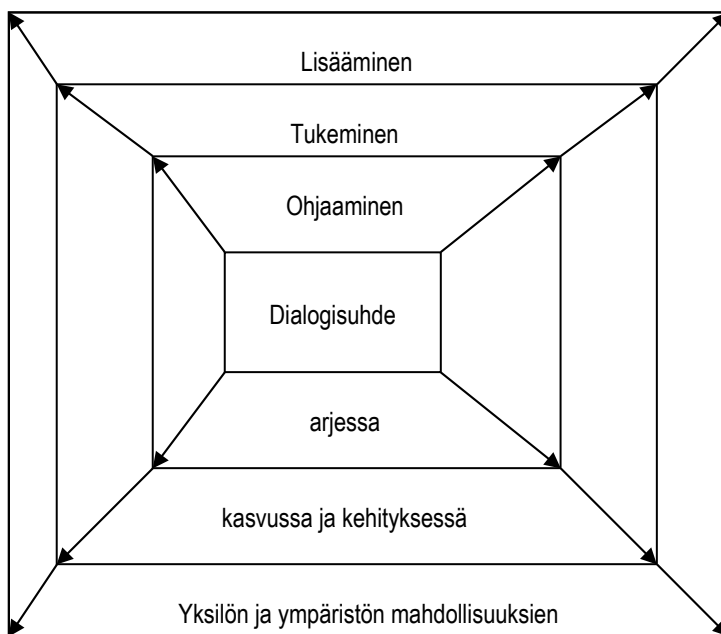 Lisääminen
Tukeminen
Ohjaaminen
Dialogisuhde
arjessa
kasvussa ja kehityksessä
Yksilön ja ympäristön mahdollisuuksien